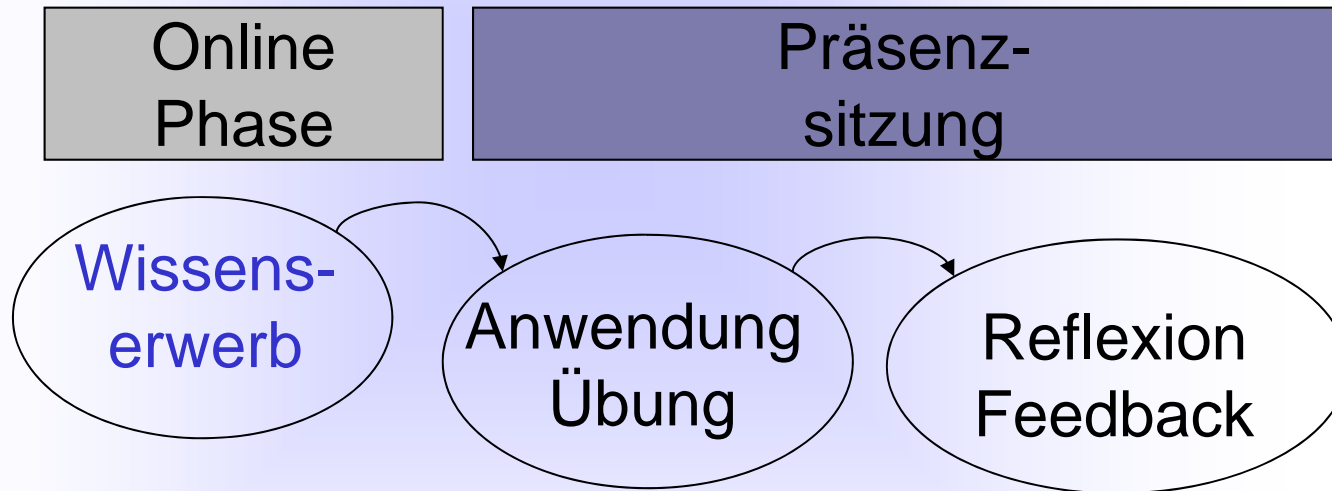 Online
Phase
Präsenz-
sitzung
Wissens-
erwerb
Anwendung
Übung
Reflexion
Feedback